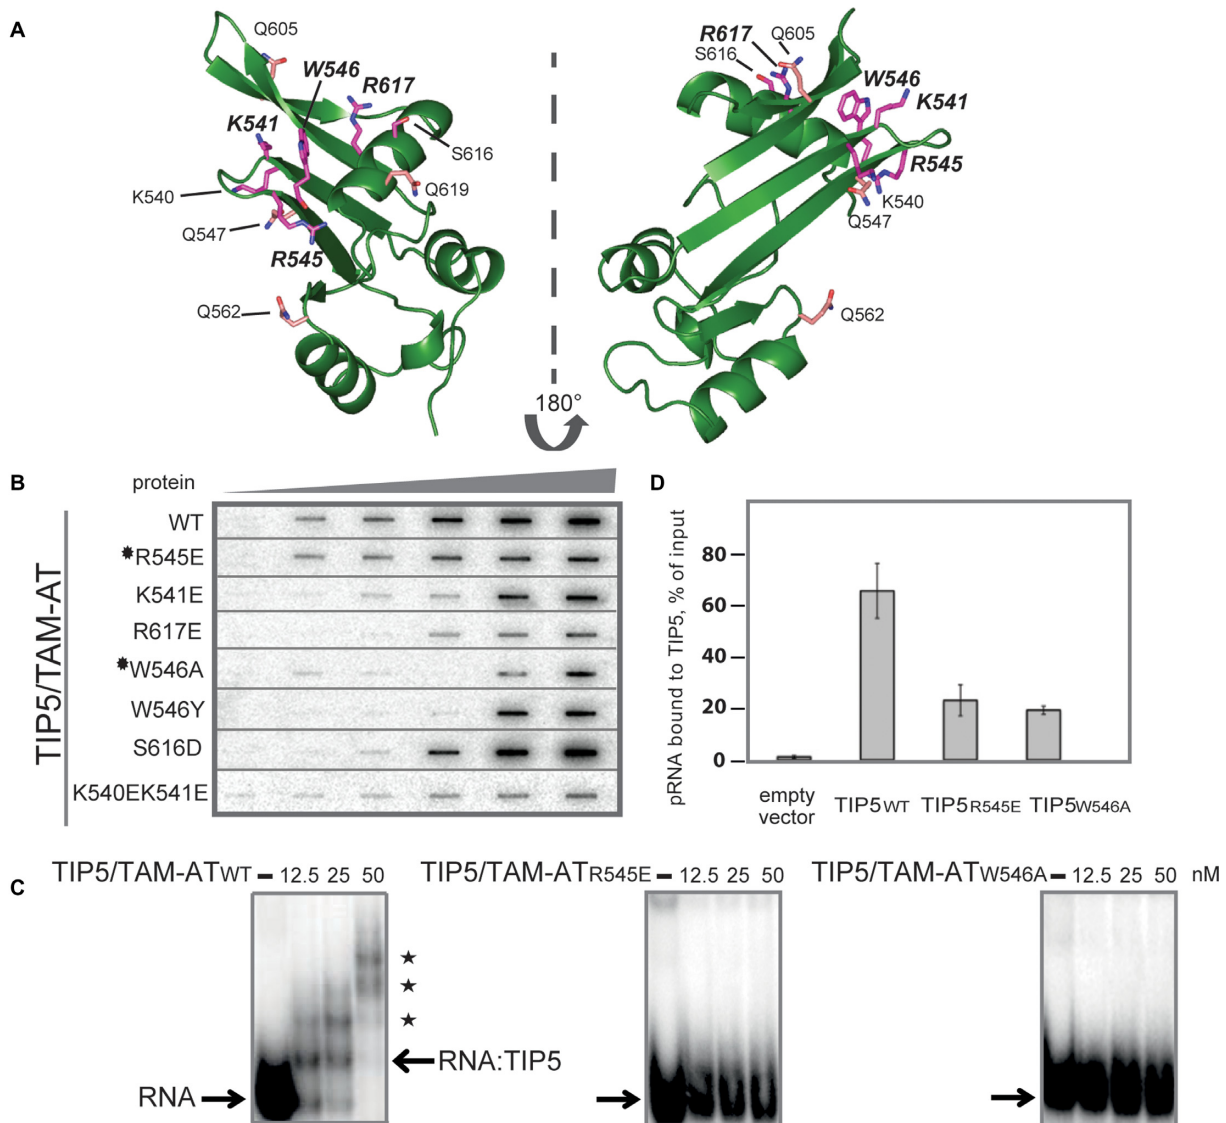 A
Q605
W546
R617
K541
S616
K540
Q619
Q547
R545
Q562
180°
R617
Q605
S616
W546
K541
R545
K540
Q547
Q562
B
protein
TIP5/TAM-AT
WT
*R545E
K541E
R617E
*W546A
W546Y
S616D
K540EK541E
D
pRNA bound to TIP5, % of input
80
60
40
20
0
empty vector
TIP5WT
TIP5R545E
TIP5W546A
C
TIP5/TAM-ATWT – 12.5 25 50
TIP5/TAM-ATR545E – 12.5 25 50
TIP5/TAM-ATW546A – 12.5 25 50 nM
★
★
★
RNA:TIP5
RNA